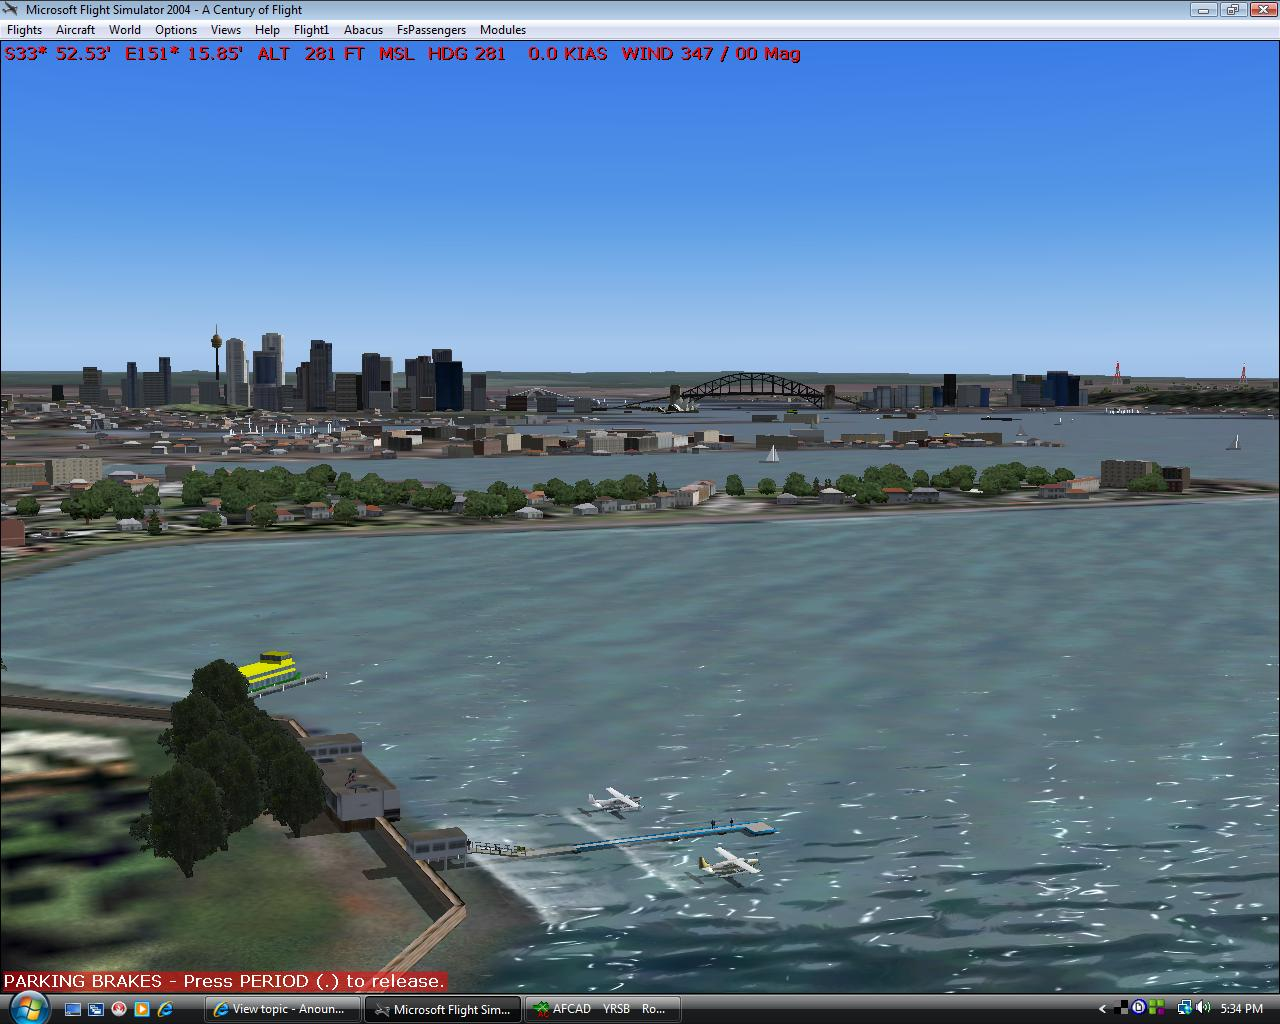 Microsoft Flight Simulator 2004 - A Century of Flight
Flights Aircraft World Options Views Help Flight1 Abacus FsPassengers Modules
S33* 52.53' E151* 15.85' ALT 281 FT MSL HDG 281 0.0 KIAS WIND 347 / 00 Mag
PARKING BRAKES - Press PERIOD (.) to release.
View topic - Anoun... Microsoft Flight Sim... AFCAD YRSB Ro... 5:34 PM